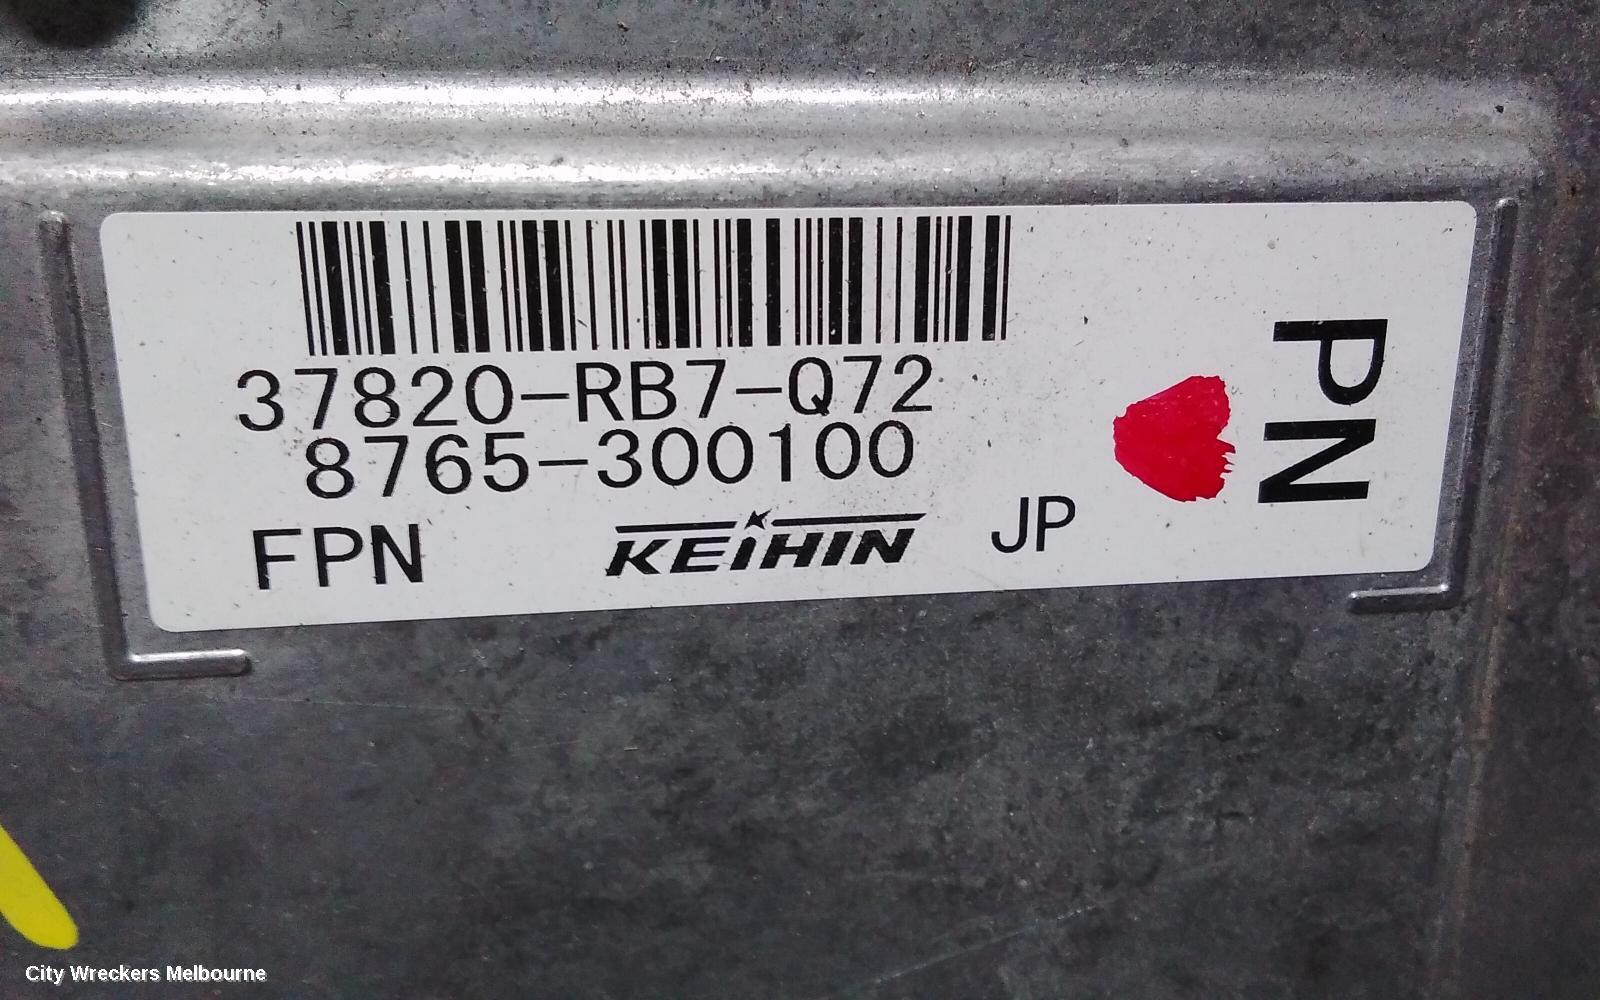 37820-RB7-Q72
8765-300100
FPN KEIHIN JP
PN
City Wreckers Melbourne